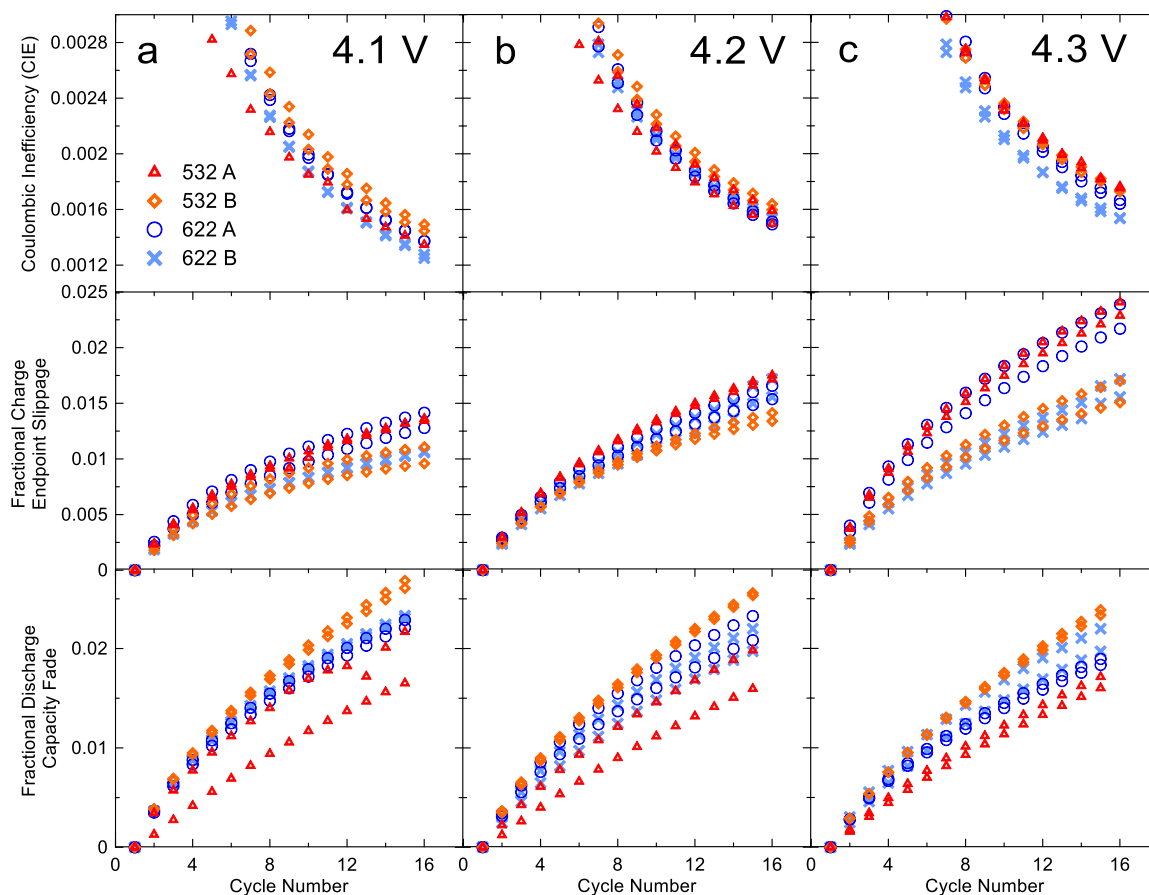 a 4.1 V
b 4.2 V
c 4.3 V
Coulombic Inefficiency (CIE)
0.0028
0.0024
0.002
0.0016
0.0012
532 A
532 B
622 A
622 B
Fractional Charge
Endpoint Slippage
0.025
0.02
0.015
0.01
0.005
0
Fractional Discharge
Capacity Fade
0.02
0.01
0
0 4 8 12 16 4 8 12 16 0 4 8 12 16
Cycle Number Cycle Number Cycle Number